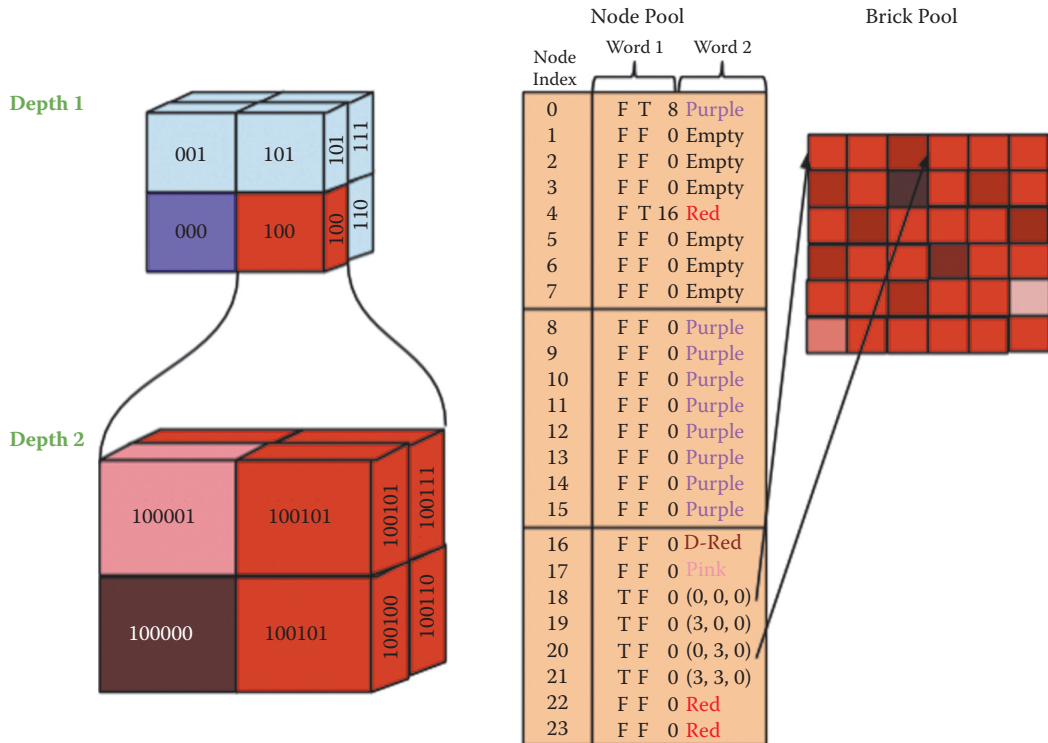 Depth 1
001
101
101
111
000
100
100
110
Depth 2
100001
100101
100101
100111
100000
100101
100100
100110
Node Pool
Node
Index
Word 1
Word 2
0 F T 8 Purple
1 F F 0 Empty
2 F F 0 Empty
3 F F 0 Empty
4 F T 16 Red
5 F F 0 Empty
6 F F 0 Empty
7 F F 0 Empty
8 F F 0 Purple
9 F F 0 Purple
10 F F 0 Purple
11 F F 0 Purple
12 F F 0 Purple
13 F F 0 Purple
14 F F 0 Purple
15 F F 0 Purple
16 F F 0 D-Red
17 F F 0 Pink
18 T F 0 (0, 0, 0)
19 T F 0 (3, 0, 0)
20 T F 0 (0, 3, 0)
21 T F 0 (3, 3, 0)
22 F F 0 Red
23 F F 0 Red
Brick Pool